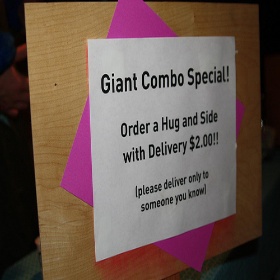 Giant Combo Special!
Order a Hug and Side
with Delivery $2.00!!
(please deliver only to
someone you know)